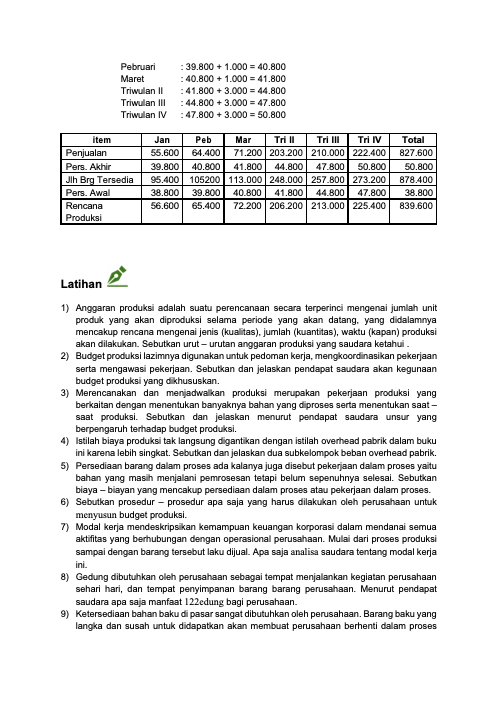 Pebruari : 39.800 + 1.000 = 40.800
Maret : 40.800 + 1.000 = 41.800
Triwulan II : 41.800 + 3.000 = 44.800
Triwulan III : 44.800 + 3.000 = 47.800
Triwulan IV : 47.800 + 3.000 = 50.800
item Jan Peb Mar Tri II Tri III Tri IV Total
Penjualan 55.600 64.400 71.200 203.200 210.000 222.400 827.600
Pers. Akhir 39.800 40.800 41.800 44.800 47.800 50.800 50.800
Jlh Brg Tersedia 95.400 105200 113.000 248.000 257.800 273.200 878.400
Pers. Awal 38.800 39.800 40.800 41.800 44.800 47.800 38.800
Rencana 56.600 65.400 72.200 206.200 213.000 225.400 839.600
Produksi
Latihan
1) Anggaran produksi adalah suatu perencanaan secara terperinci mengenai jumlah unit
produk yang akan diproduksi selama periode yang akan datang, yang didalamnya
mencakup rencana mengenai jenis (kualitas), jumlah (kuantitas), waktu (kapan) produksi
akan dilakukan. Sebutkan urut – urutan anggaran produksi yang saudara ketahui .
2) Budget produksi lazimnya digunakan untuk pedoman kerja, mengkoordinasikan pekerjaan
serta mengawasi pekerjaan. Sebutkan dan jelaskan pendapat saudara akan kegunaan
budget produksi yang dikhususkan.
3) Merencanakan dan menjadwalkan produksi merupakan pekerjaan produksi yang
berkaitan dengan menentukan banyaknya bahan yang diproses serta menentukan saat –
saat produksi. Sebutkan dan jelaskan menurut pendapat saudara unsur yang
berpengaruh terhadap budget produksi.
4) Istilah biaya produksi tak langsung digantikan dengan istilah overhead pabrik dalam buku
ini karena lebih singkat. Sebutkan dan jelaskan dua subkelompok beban overhead pabrik.
5) Persediaan barang dalam proses ada kalanya juga disebut pekerjaan dalam proses yaitu
bahan yang masih menjalani pemrosesan tetapi belum sepenuhnya selesai. Sebutkan
biaya – biayan yang mencakup persediaan dalam proses atau pekerjaan dalam proses.
6) Sebutkan prosedur – prosedur apa saja yang harus dilakukan oleh perusahaan untuk
menyusun budget produksi.
7) Modal kerja mendeskripsikan kemampuan keuangan korporasi dalam mendanai semua
aktifitas yang berhubungan dengan operasional perusahaan. Mulai dari proses produksi
sampai dengan barang tersebut laku dijual. Apa saja analisa saudara tentang modal kerja
ini.
8) Gedung dibutuhkan oleh perusahaan sebagai tempat menjalankan kegiatan perusahaan
sehari hari, dan tempat penyimpanan barang barang perusahaan. Menurut pendapat
saudara apa saja manfaat 122edung bagi perusahaan.
9) Ketersediaan bahan baku di pasar sangat dibutuhkan oleh perusahaan. Barang baku yang
langka dan susah untuk didapatkan akan membuat perusahaan berhenti dalam proses